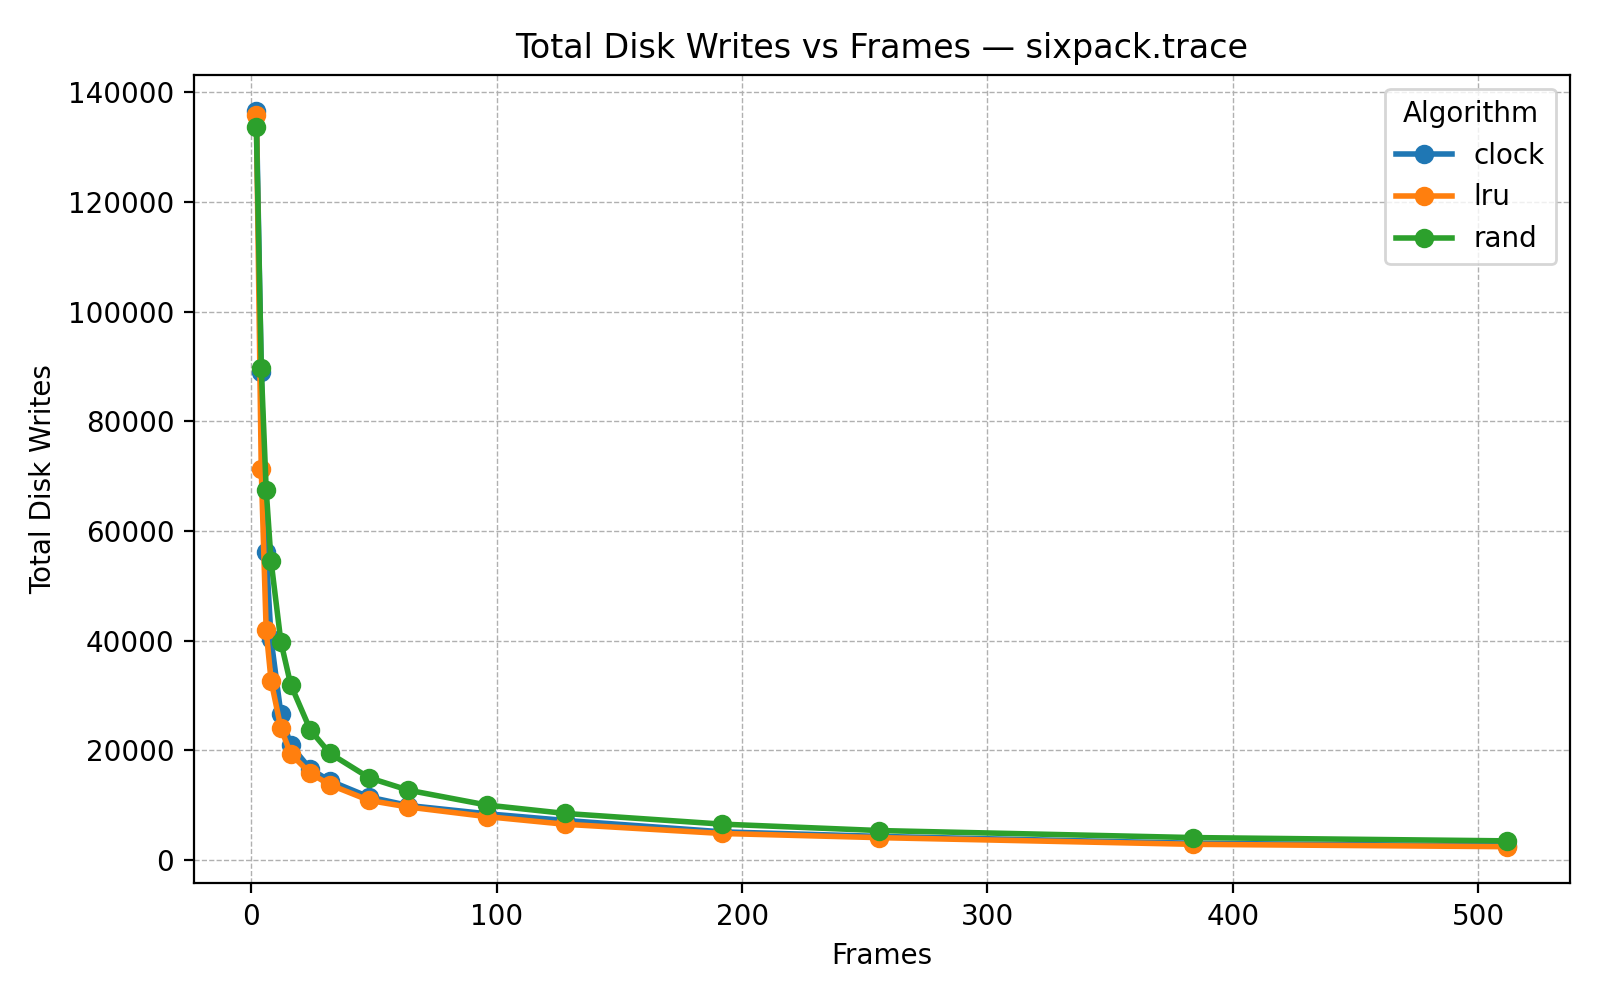 Total Disk Writes vs Frames — sixpack.trace
Total Disk Writes
140000
120000
100000
80000
60000
40000
20000
0
Algorithm
clock
lru
rand
0 100 200 300 400 500
Frames